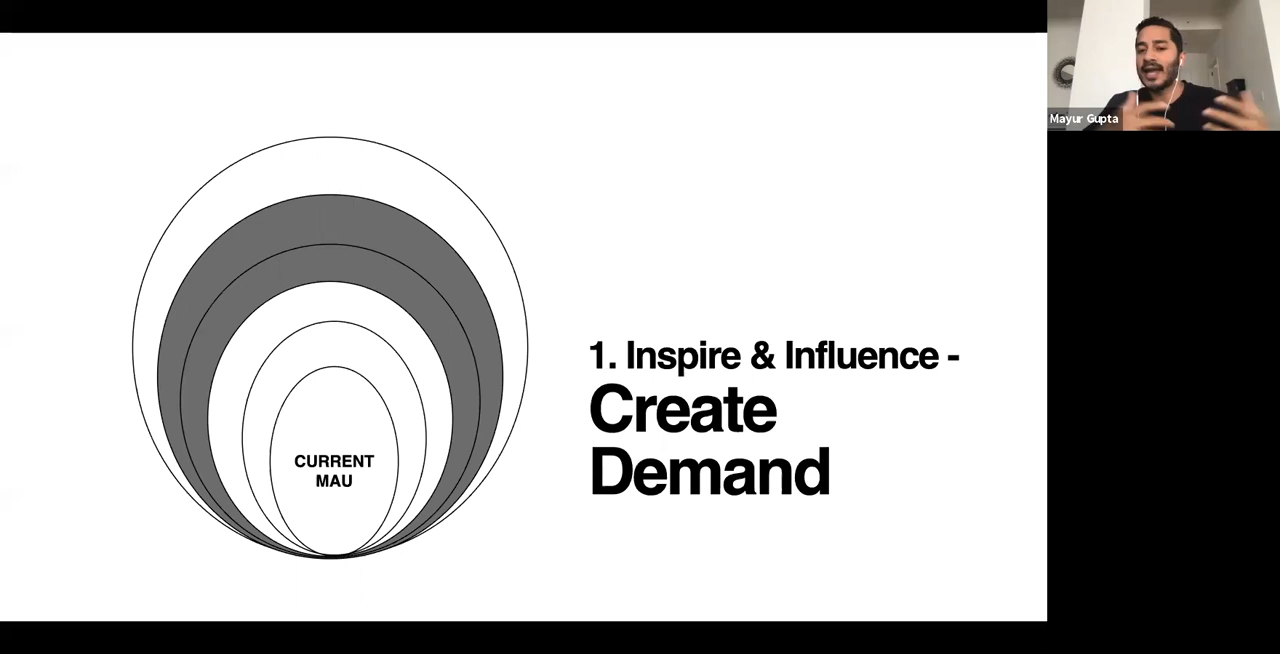 Mayur Gupta
1. Inspire & Influence -
Create
Demand
CURRENT
MAU